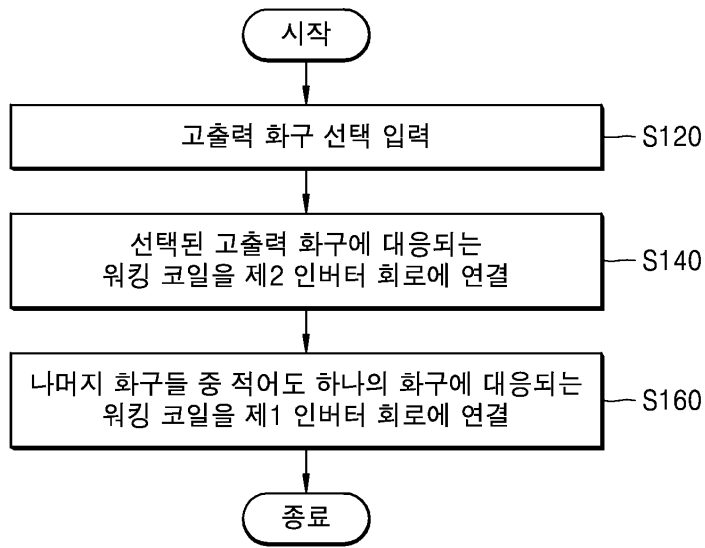 시작
고출력 화구 선택 입력
S120
선택된 고출력 화구에 대응되는
워킹 코일을 제2 인버터 회로에 연결
S140
나머지 화구들 중 적어도 하나의 화구에 대응되는
워킹 코일을 제1 인버터 회로에 연결
S160
종료